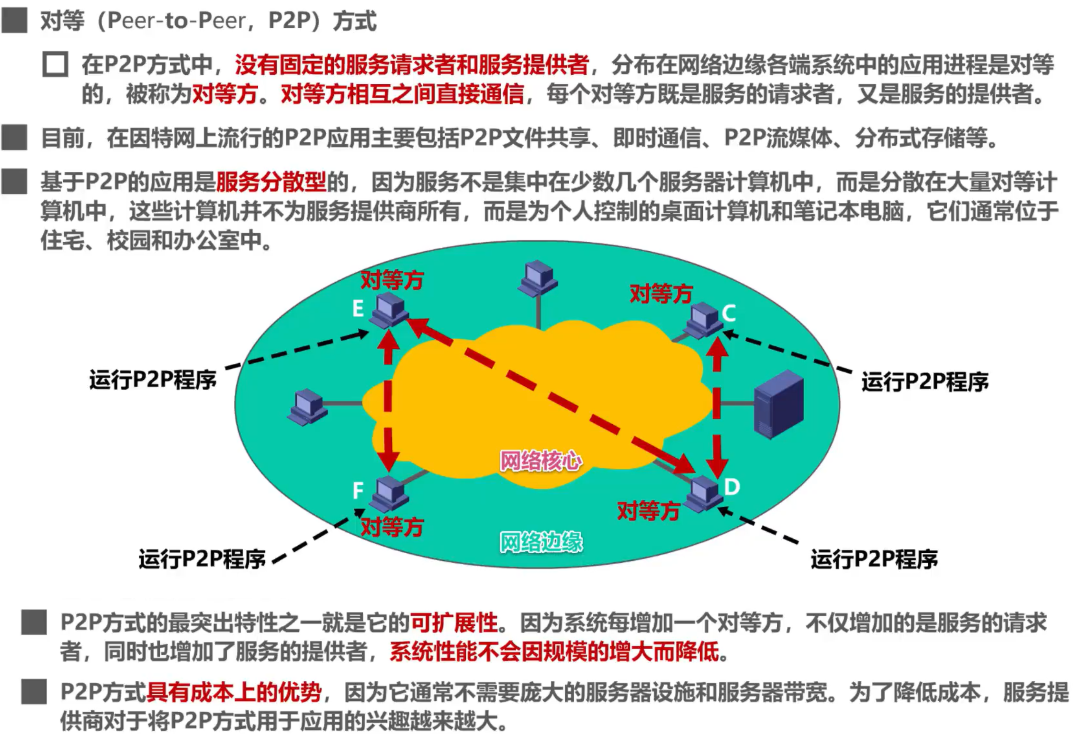 对等（Peer-to-Peer，P2P）方式
在P2P方式中，没有固定的服务请求者和服务提供者，分布在网络边缘各端系统中的应用进程是对等
的，被称为对等方。对等方相互之间直接通信，每个对等方既是服务的请求者，又是服务的提供者。
目前，在因特网上流行的P2P应用主要包括P2P文件共享、即时通信、P2P流媒体、分布式存储等。
基于P2P的应用是服务分散型的，因为服务不是集中在少数几个服务器计算机中，而是分散在大量对等计
算机中，这些计算机并不为服务提供商所有，而是为个人控制的桌面计算机和笔记本电脑，它们通常位于
住宅、校园和办公室中。
对等方
E
对等方
C
运行P2P程序
运行P2P程序
网络核心
F
对等方
D
对等方
网络边缘
运行P2P程序
运行P2P程序
P2P方式的最突出特性之一就是它的可扩展性。因为系统每增加一个对等方，不仅增加的是服务的请求
者，同时也增加了服务的提供者，系统性能不会因规模的增大而降低。
P2P方式具有成本上的优势，因为它通常不需要庞大的服务器设施和服务器带宽。为了降低成本，服务提
供商对于将P2P方式用于应用的兴趣越来越大。